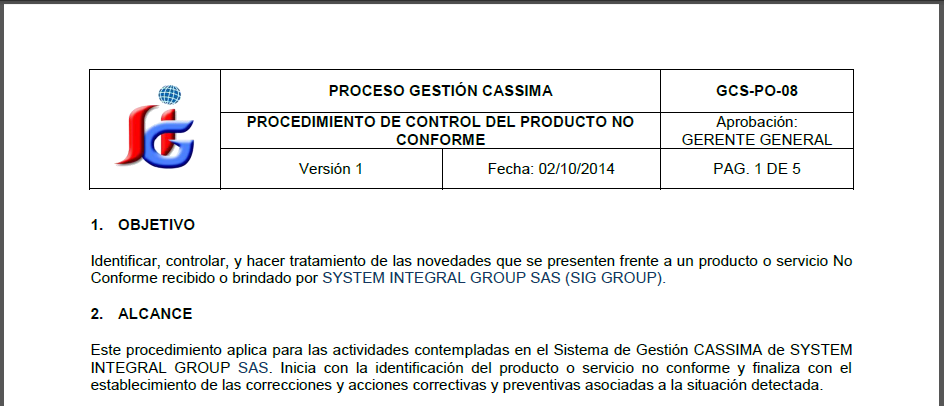 PROCESO GESTIÓN CASSIMA
GCS-PO-08
PROCEDIMIENTO DE CONTROL DEL PRODUCTO NO
CONFORME
Aprobación:
GERENTE GENERAL
Versión 1
Fecha: 02/10/2014
PAG. 1 DE 5
SIG
1. OBJETIVO
Identificar, controlar, y hacer tratamiento de las novedades que se presenten frente a un producto o servicio No
Conforme recibido o brindado por SYSTEM INTEGRAL GROUP SAS (SIG GROUP).
2. ALCANCE
Este procedimiento aplica para las actividades contempladas en el Sistema de Gestión CASSIMA de SYSTEM
INTEGRAL GROUP SAS. Inicia con la identificación del producto o servicio no conforme y finaliza con el
establecimiento de las correcciones y acciones correctivas y preventivas asociadas a la situación detectada.